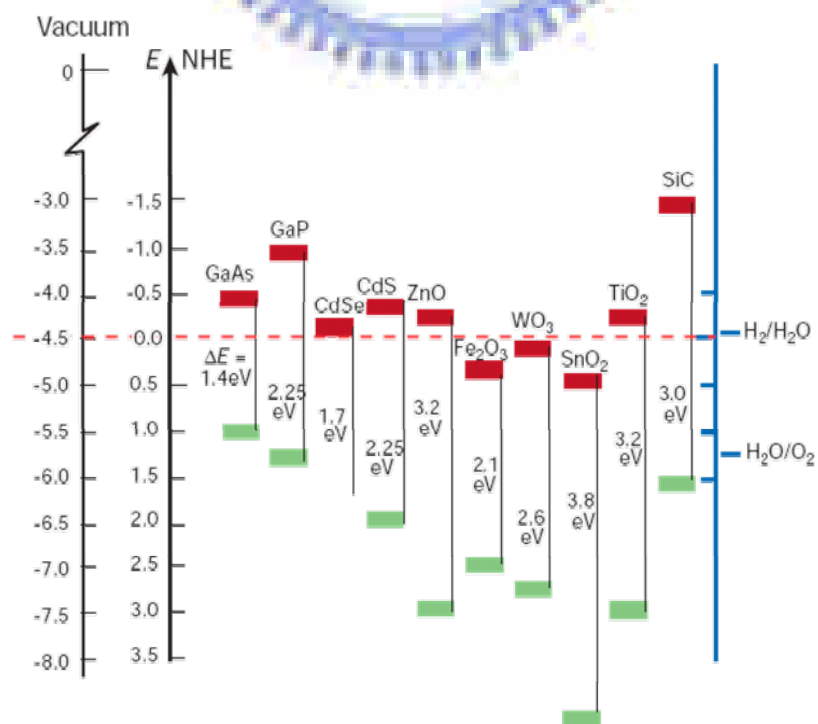 Vacuum
E NHE
0
-3.0
-3.5
-4.0
-4.5
-5.0
-5.5
-6.0
-6.5
-7.0
-7.5
-8.0
-1.5
-1.0
-0.5
0.0
0.5
1.0
1.5
2.0
2.5
3.0
3.5
GaAs
ΔE =
1.4eV
GaP
2.25
eV
CdSe
1.7
eV
CdS
2.25
eV
ZnO
3.2
eV
Fe₂O₃
2.1
eV
WO₃
2.6
eV
SnO₂
3.8
eV
TiO₂
3.2
eV
SiC
3.0
eV
H₂/H₂O
H₂O/O₂